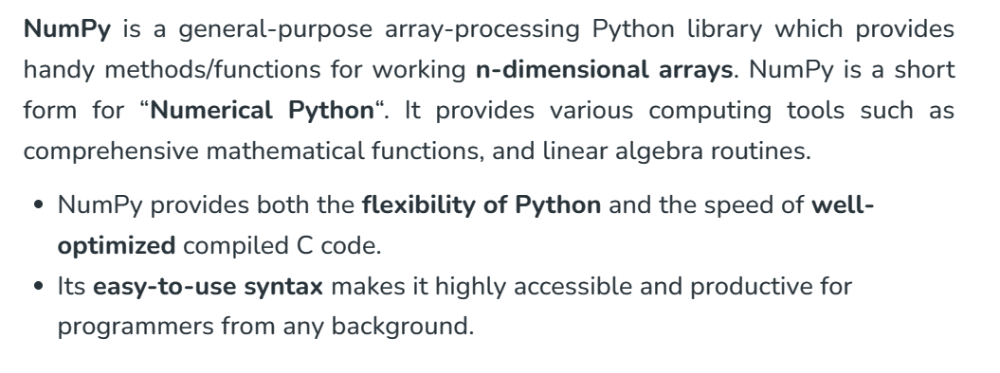 NumPy is a general-purpose array-processing Python library which provides
handy methods/functions for working n-dimensional arrays. NumPy is a short
form for “Numerical Python“. It provides various computing tools such as
comprehensive mathematical functions, and linear algebra routines.
• NumPy provides both the flexibility of Python and the speed of well-
optimized compiled C code.
• Its easy-to-use syntax makes it highly accessible and productive for
programmers from any background.